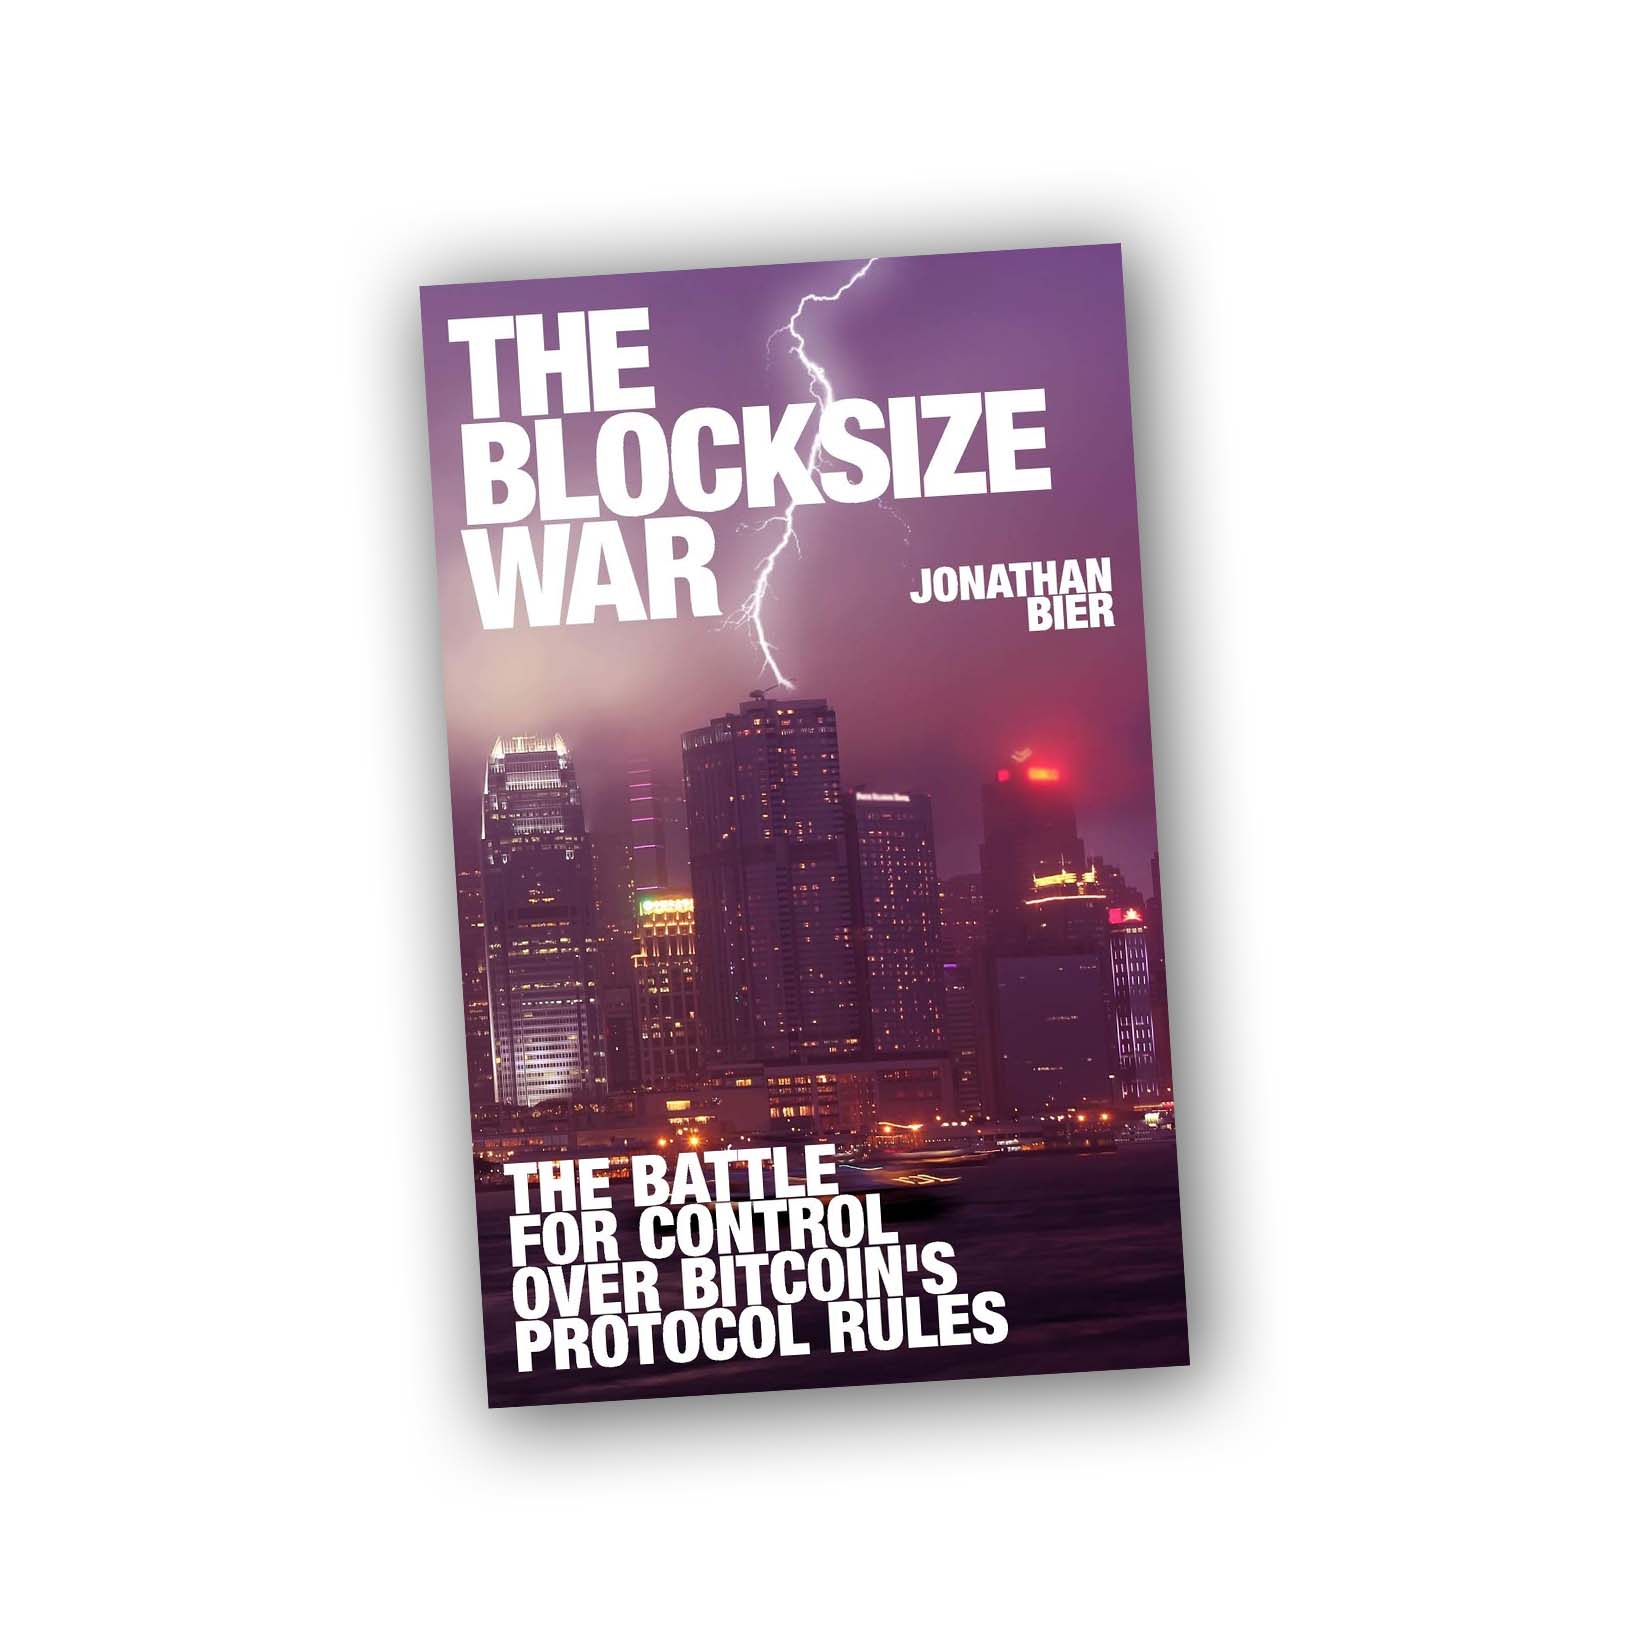 THE
BLOCKSIZE
WAR
JONATHAN
BIER
THE BATTLE
FOR CONTROL
OVER BITCOIN'S
PROTOCOL RULES